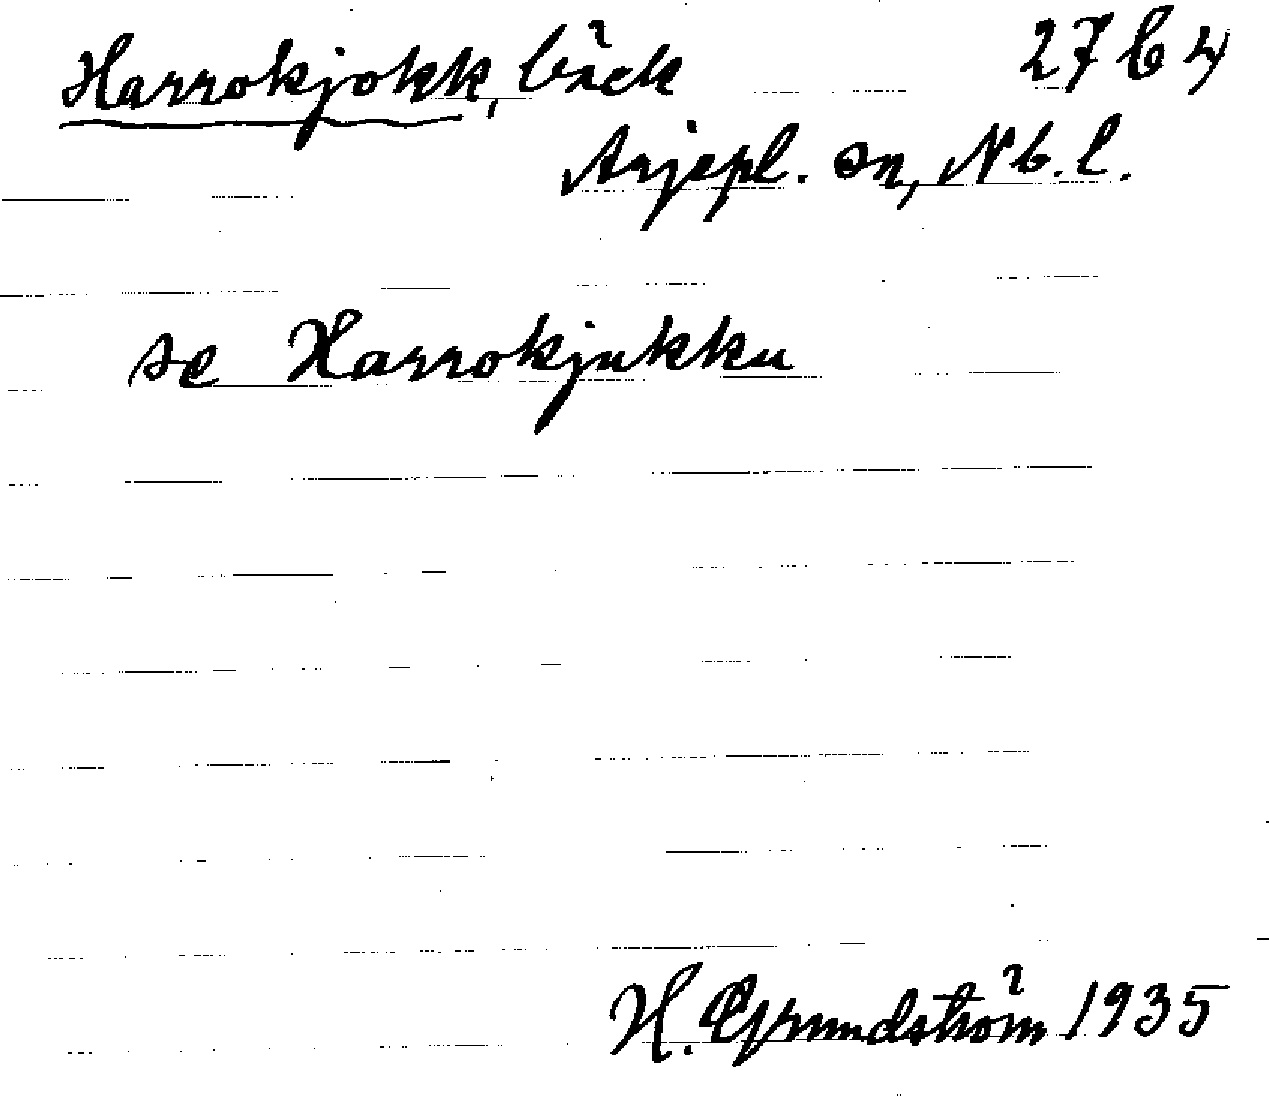 Harrokjokk, bäck 27 C 4
Arjepl. sn, Nb. l.
se Harrokjukku
H. Grundström 1935